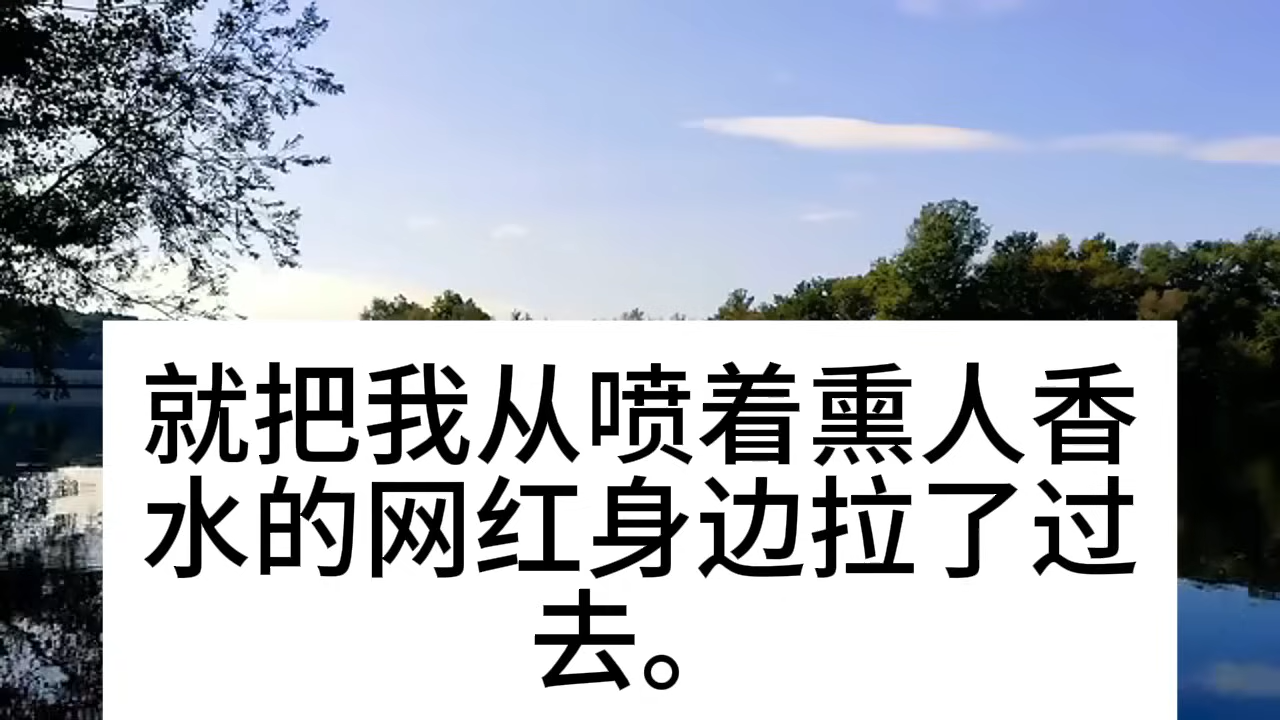 就把我从喷着熏人香
水的网红身边拉了过
去。